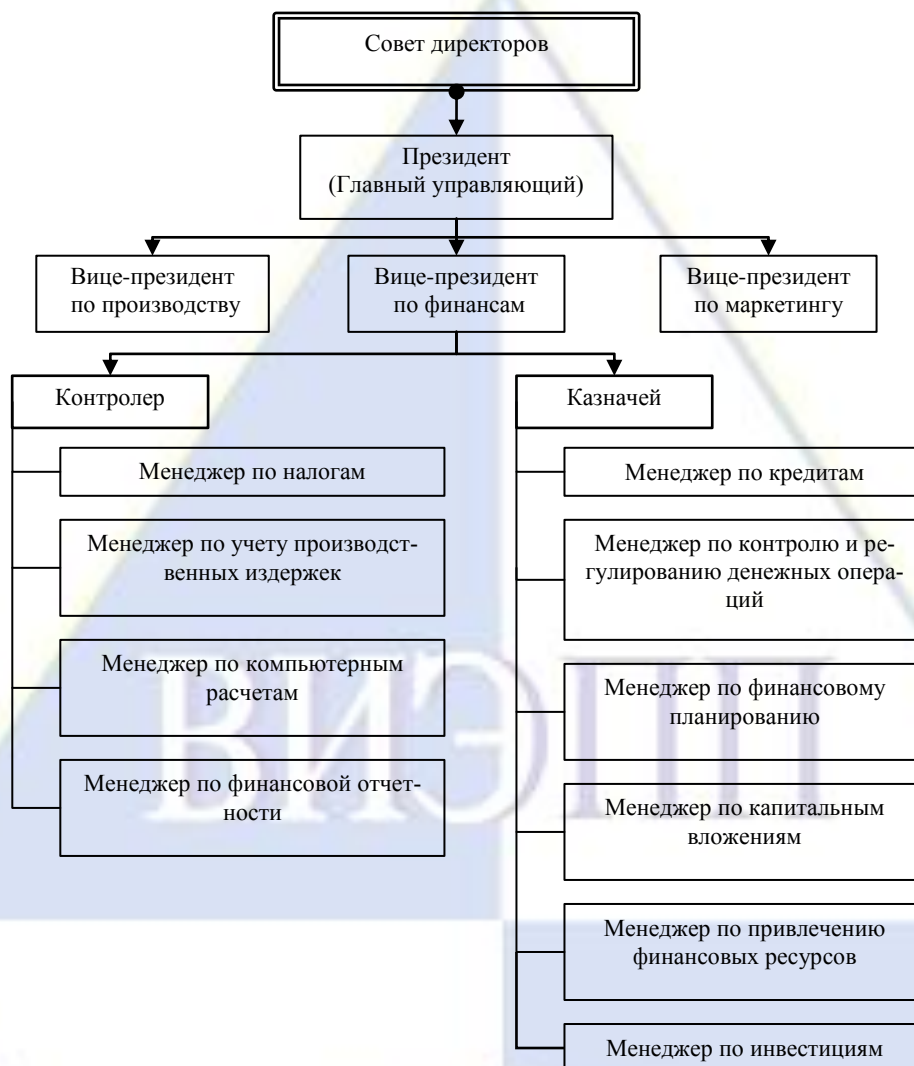 Совет директоров
Президент
(Главный управляющий)
Вице-президент
по производству
Вице-президент
по финансам
Вице-президент
по маркетингу
Контролер
Менеджер по налогам
Менеджер по учету производст-
венных издержек
Менеджер по компьютерным
расчетам
Менеджер по финансовой отчет-
ности
Казначей
Менеджер по кредитам
Менеджер по контролю и ре-
гулированию денежных опера-
ций
Менеджер по финансовому
планированию
Менеджер по капитальным
вложениям
Менеджер по привлечению
финансовых ресурсов
Менеджер по инвестициям
ВИЭПП